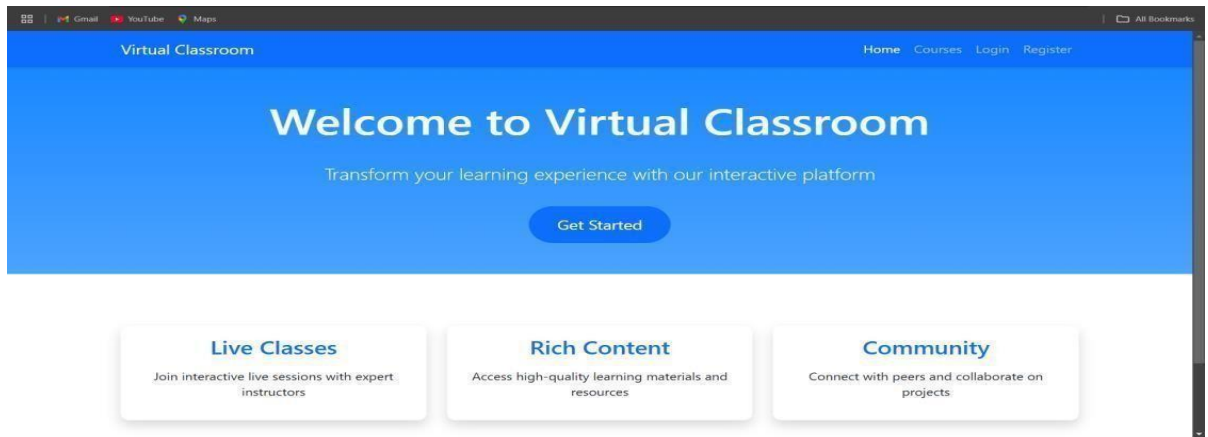 Gmail YouTube Maps All Bookmarks
Virtual Classroom Home Courses Login Register
Welcome to Virtual Classroom
Transform your learning experience with our interactive platform
Get Started
Live Classes
Join interactive live sessions with expert
instructors
Rich Content
Access high-quality learning materials and
resources
Community
Connect with peers and collaborate on
projects